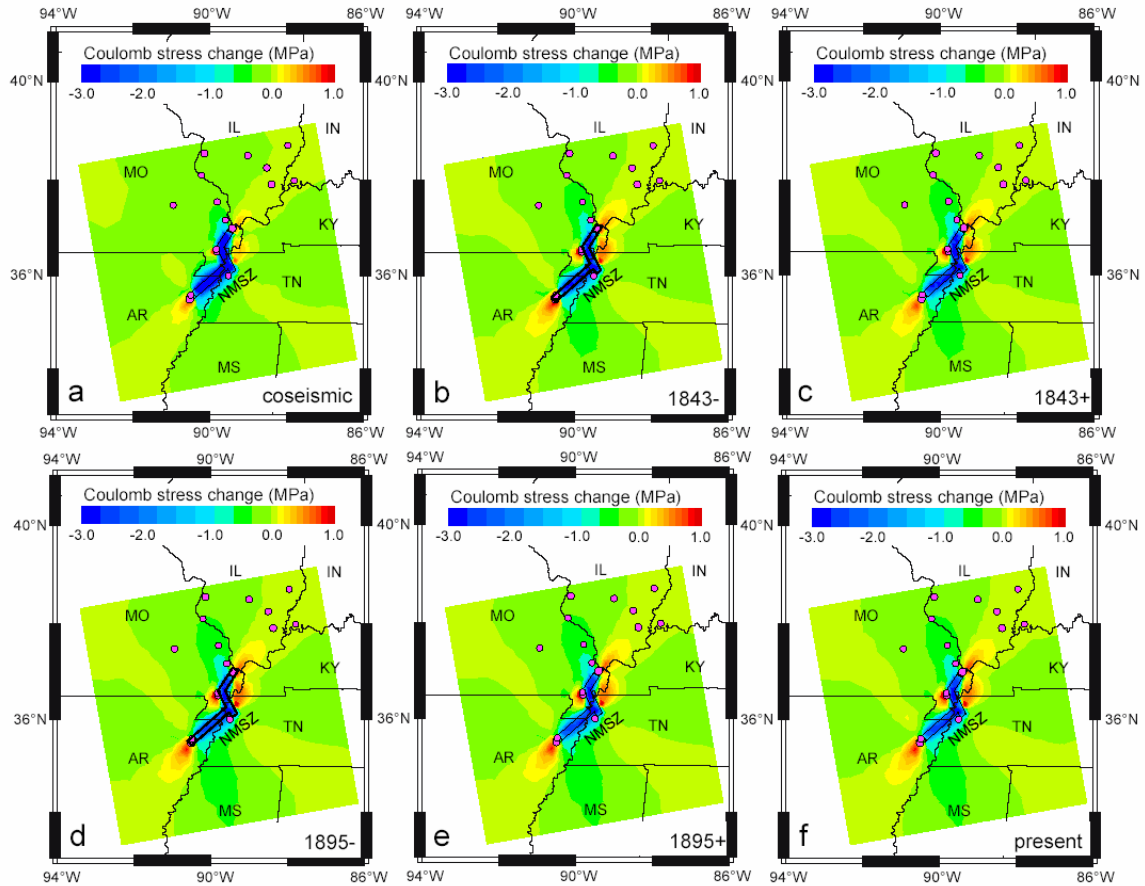 94°W 90°W 86°W
Coulomb stress change (MPa)
-3.0 -2.0 -1.0 0.0 1.0
40°N
36°N
IL
IN
MO
KY
TN
NMSZ
AR
MS
a
coseismic
90°W 86°W
Coulomb stress change (MPa)
-3.0 -2.0 -1.0 0.0 1.0
IL
IN
MO
KY
TN
NMSZ
AR
MS
b
1843-
90°W 86°W
Coulomb stress change (MPa)
-3.0 -2.0 -1.0 0.0 1.0
40°N
36°N
IL
IN
MO
KY
TN
NMSZ
AR
MS
c
1843+
94°W 90°W 86°W
94°W 90°W 86°W
94°W 90°W 86°W
94°W 90°W 86°W
Coulomb stress change (MPa)
-3.0 -2.0 -1.0 0.0 1.0
40°N
36°N
IL
IN
MO
KY
TN
NMSZ
AR
MS
d
1895-
94°W 90°W 86°W
Coulomb stress change (MPa)
-3.0 -2.0 -1.0 0.0 1.0
IL
IN
MO
KY
TN
NMSZ
AR
MS
e
1895+
94°W 90°W 86°W
Coulomb stress change (MPa)
-3.0 -2.0 -1.0 0.0 1.0
40°N
36°N
IL
IN
MO
KY
TN
NMSZ
AR
MS
f
present
94°W 90°W 86°W
94°W 90°W 86°W
94°W 90°W 86°W